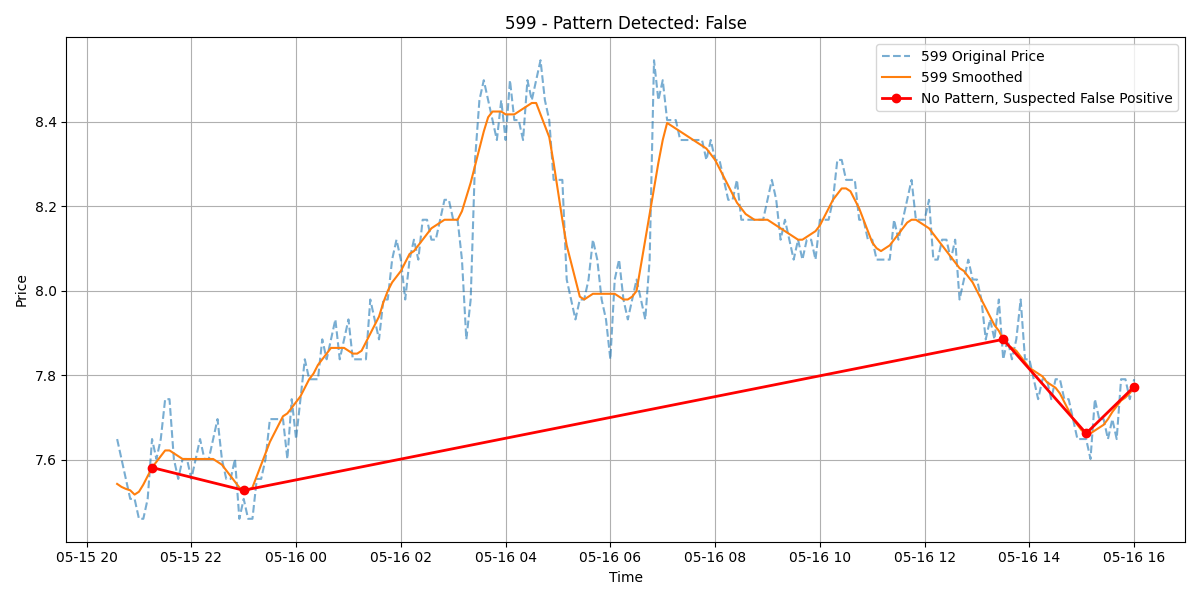 599 - Pattern Detected: False
599 Original Price
599 Smoothed
No Pattern, Suspected False Positive
Price
8.4
8.2
8.0
7.8
7.6
05-15 20 05-15 22 05-16 00 05-16 02 05-16 04 05-16 06 05-16 08 05-16 10 05-16 12 05-16 14 05-16 16
Time